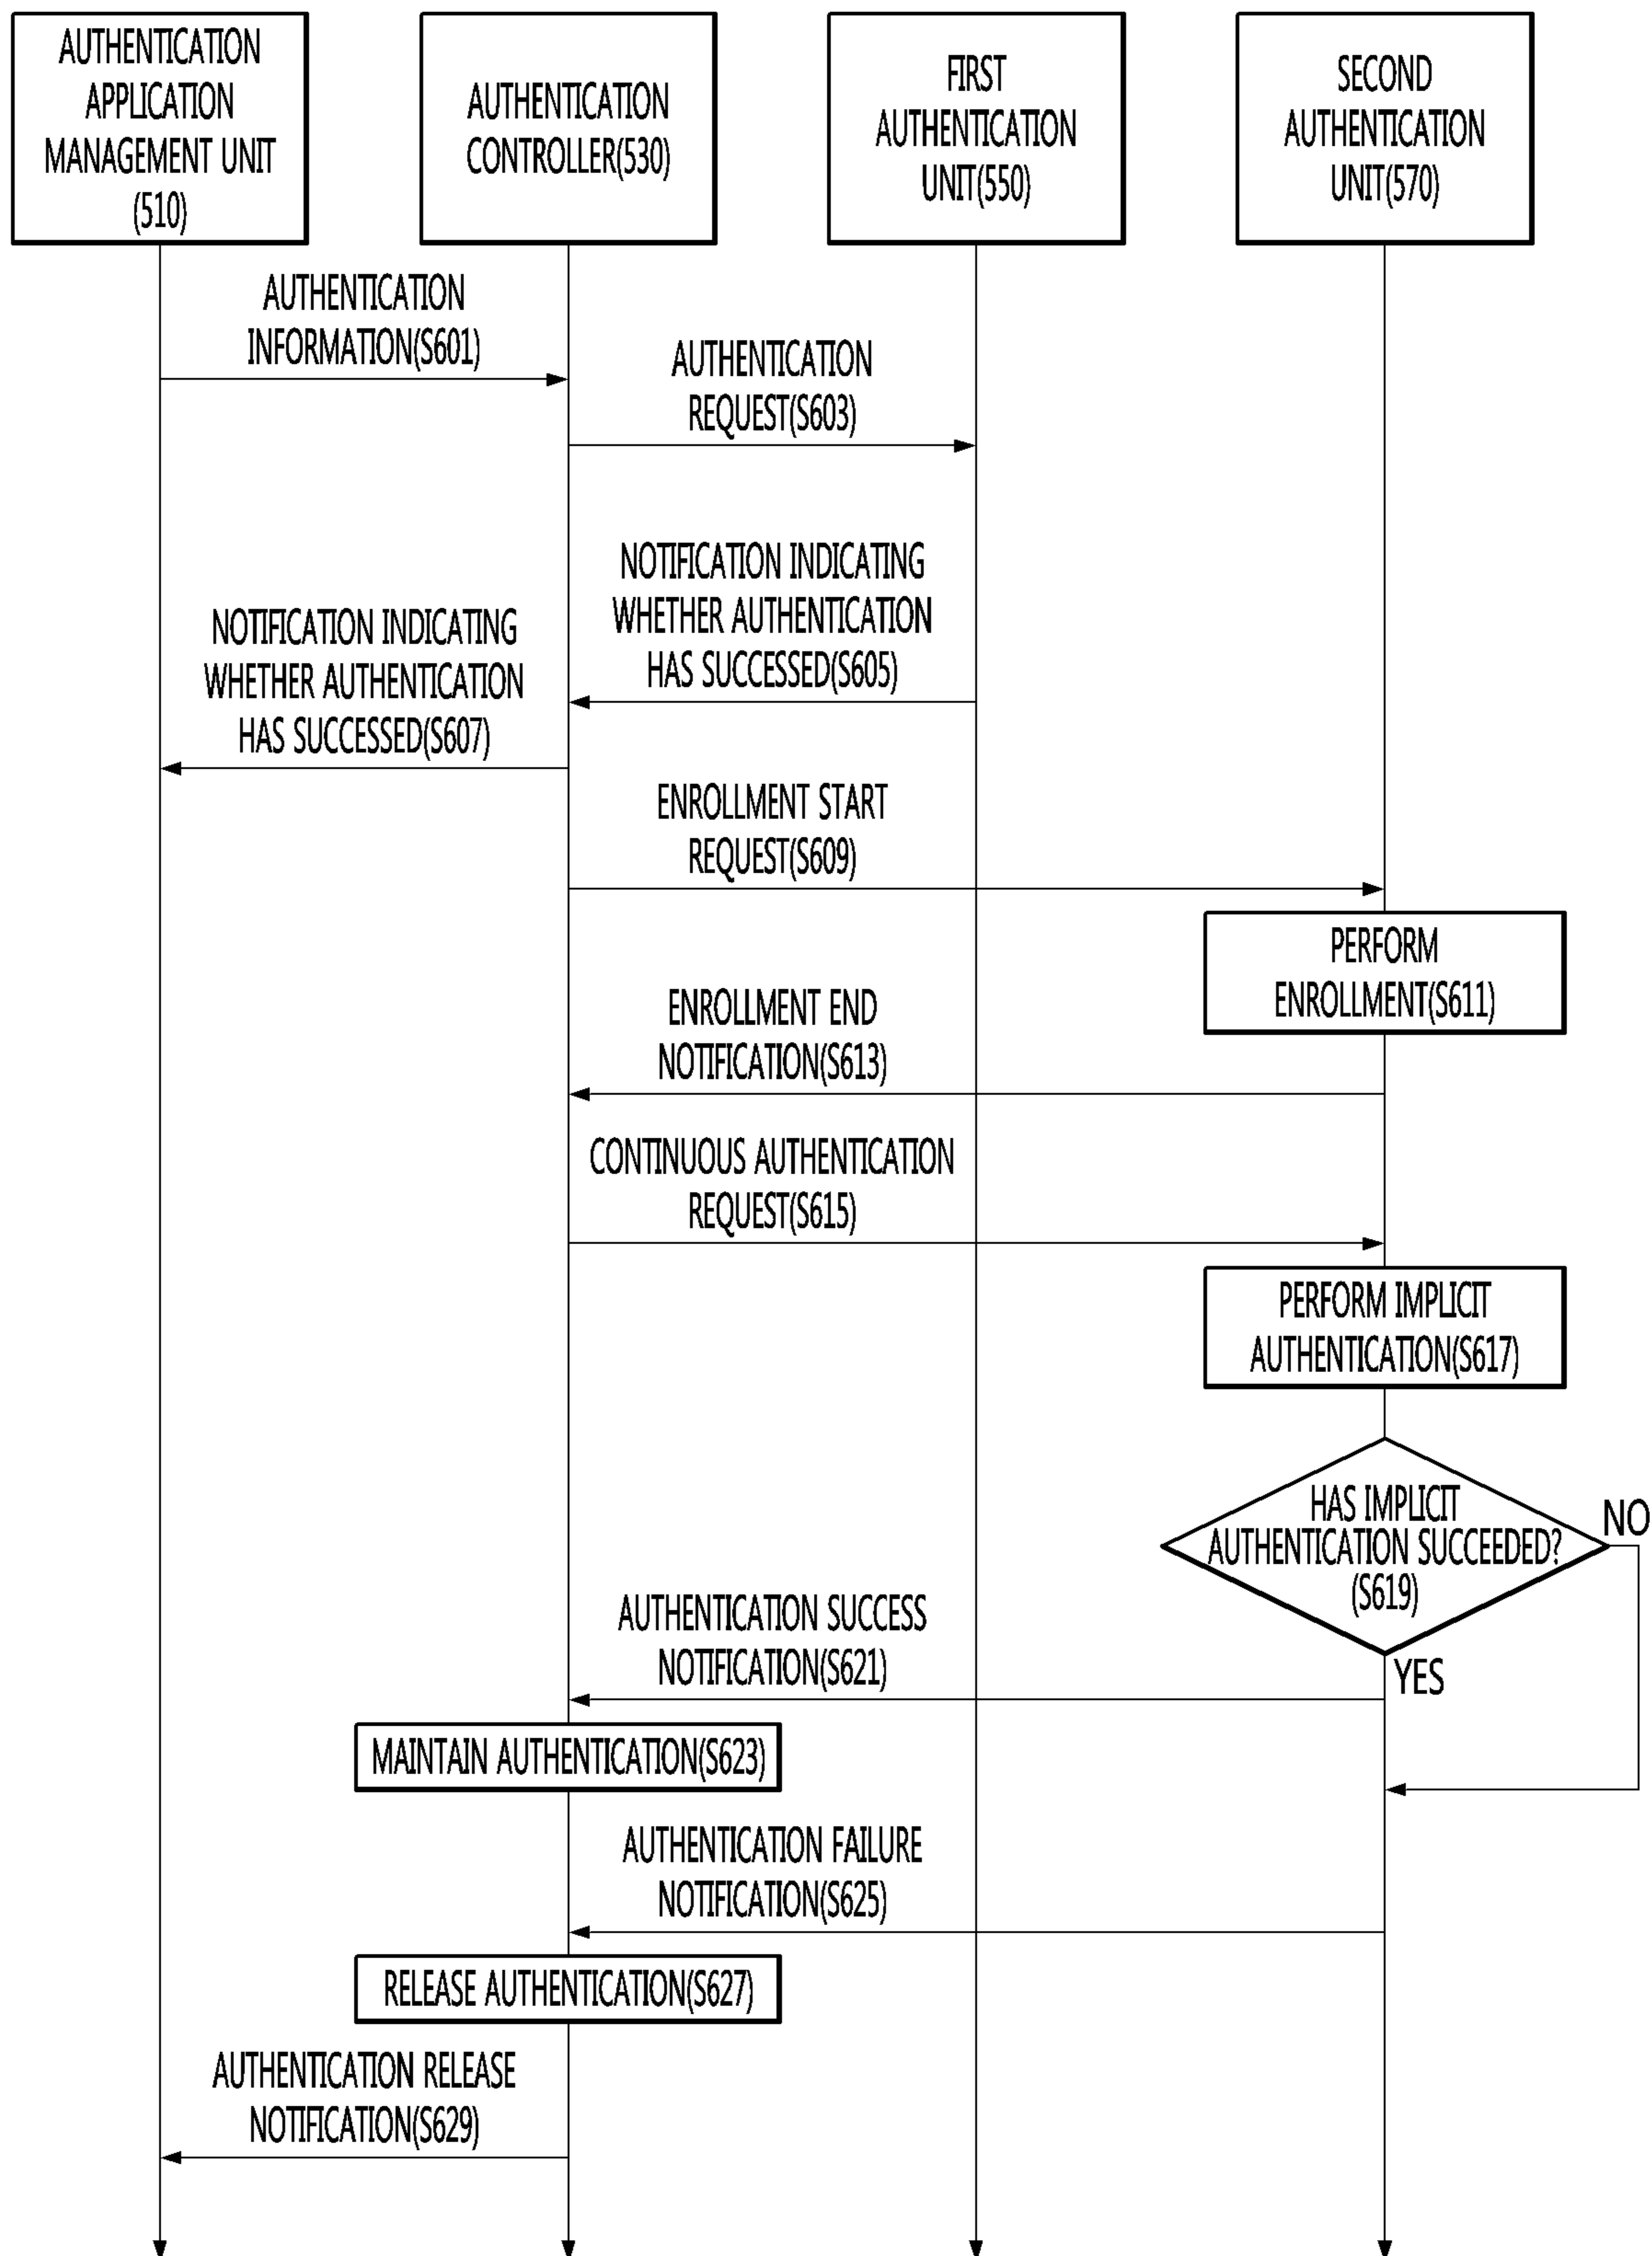 AUTHENTICATION
APPLICATION
MANAGEMENT UNIT
(510)
AUTHENTICATION
CONTROLLER(530)
FIRST
AUTHENTICATION
UNIT(550)
SECOND
AUTHENTICATION
UNIT(570)
AUTHENTICATION
INFORMATION(S601)
AUTHENTICATION
REQUEST(S603)
NOTIFICATION INDICATING
WHETHER AUTHENTICATION
HAS SUCCESSED(S605)
NOTIFICATION INDICATING
WHETHER AUTHENTICATION
HAS SUCCESSED(S607)
ENROLLMENT START
REQUEST(S609)
PERFORM
ENROLLMENT(S611)
ENROLLMENT END
NOTIFICATION(S613)
CONTINUOUS AUTHENTICATION
REQUEST(S615)
PERFORM IMPLICIT
AUTHENTICATION(S617)
HAS IMPLICIT
AUTHENTICATION SUCCEEDED?
(S619)
NO
YES
AUTHENTICATION SUCCESS
NOTIFICATION(S621)
MAINTAIN AUTHENTICATION(S623)
AUTHENTICATION FAILURE
NOTIFICATION(S625)
RELEASE AUTHENTICATION(S627)
AUTHENTICATION RELEASE
NOTIFICATION(S629)